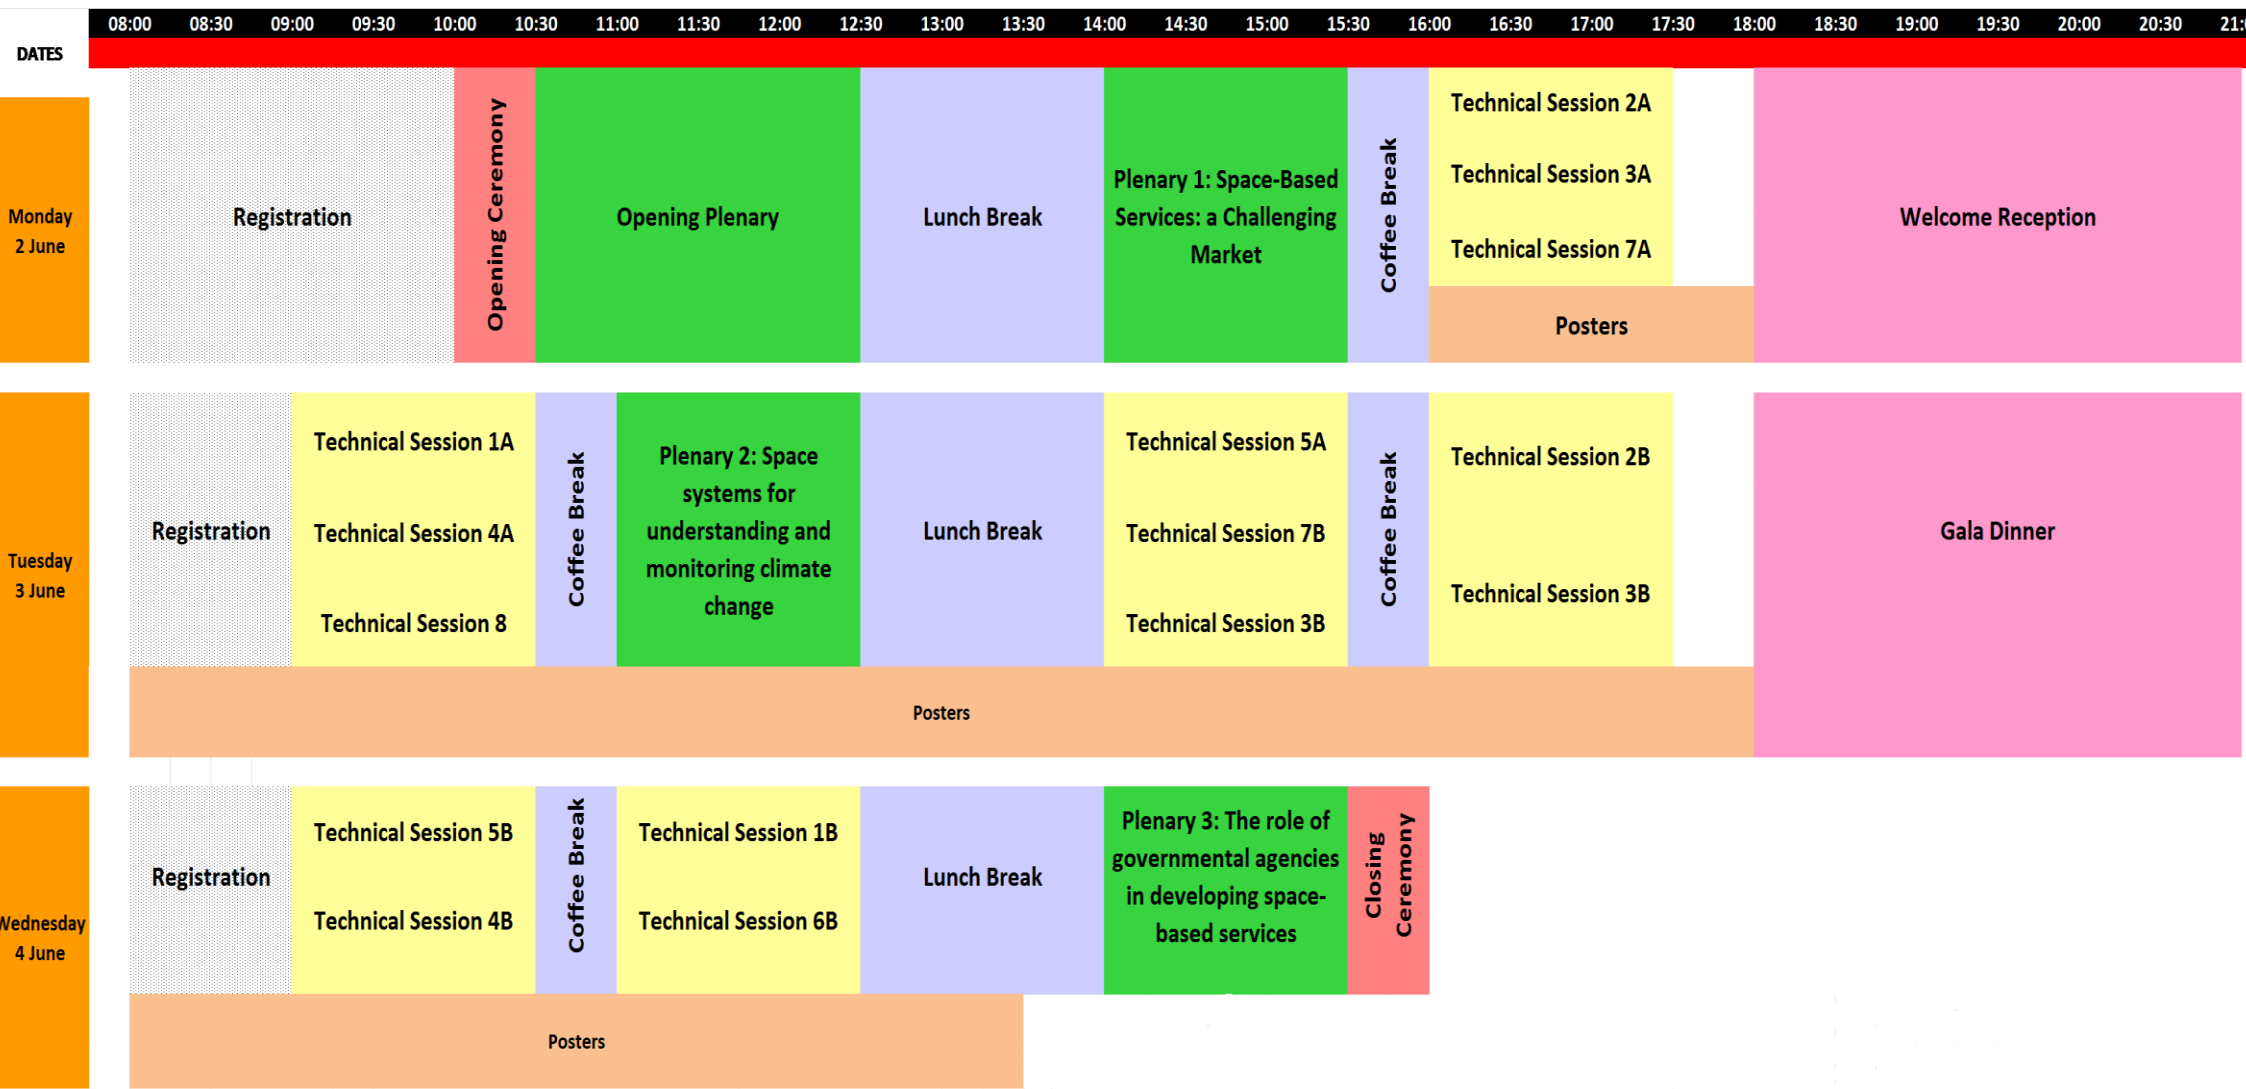 08:00 08:30 09:00 09:30 10:00 10:30 11:00 11:30 12:00 12:30 13:00 13:30 14:00 14:30 15:00 15:30 16:00 16:30 17:00 17:30 18:00 18:30 19:00 19:30 20:00 20:30
DATES
Monday
2 June
Registration
Opening Ceremony
Opening Plenary
Lunch Break
Plenary 1: Space-Based
Services: a Challenging
Market
Coffee Break
Technical Session 2A
Technical Session 3A
Technical Session 7A
Posters
Welcome Reception
Tuesday
3 June
Registration
Technical Session 1A
Technical Session 4A
Technical Session 8
Coffee Break
Plenary 2: Space
systems for
understanding and
monitoring climate
change
Lunch Break
Technical Session 5A
Technical Session 7B
Technical Session 3B
Coffee Break
Technical Session 2B
Technical Session 3B
Gala Dinner
Posters
Wednesday
4 June
Registration
Technical Session 5B
Technical Session 4B
Coffee Break
Technical Session 1B
Technical Session 6B
Lunch Break
Plenary 3: The role of
governmental agencies
in developing space-
based services
Closing
Ceremony
Posters